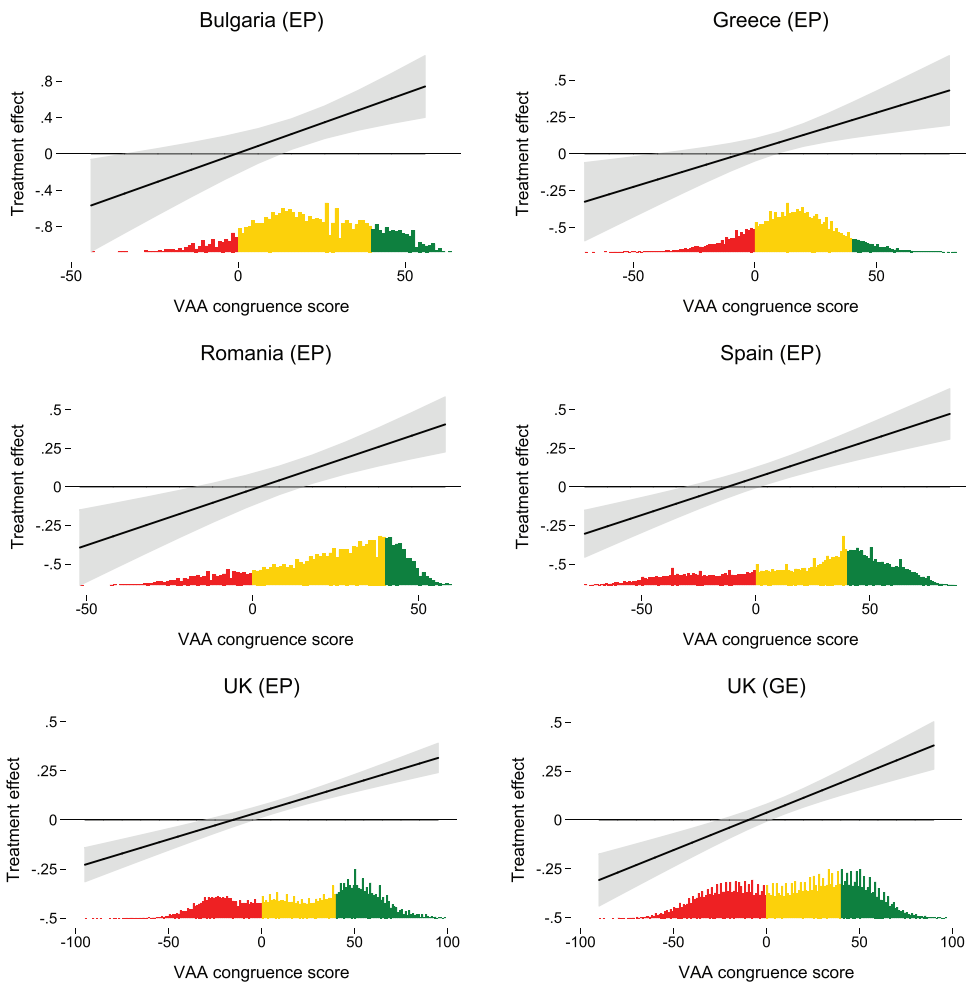 Bulgaria (EP)
Treatment effect
.8
.4
0
-.4
-.8
-50
0
50
VAA congruence score
Greece (EP)
Treatment effect
.5
.25
0
-.25
-.5
-50
0
50
VAA congruence score
Romania (EP)
Treatment effect
.5
.25
0
-.25
-.5
-50
0
50
VAA congruence score
Spain (EP)
Treatment effect
.5
.25
0
-.25
-.5
-50
0
50
VAA congruence score
UK (EP)
Treatment effect
.5
.25
0
-.25
-.5
-100
-50
0
50
100
VAA congruence score
UK (GE)
Treatment effect
.5
.25
0
-.25
-.5
-100
-50
0
50
100
VAA congruence score